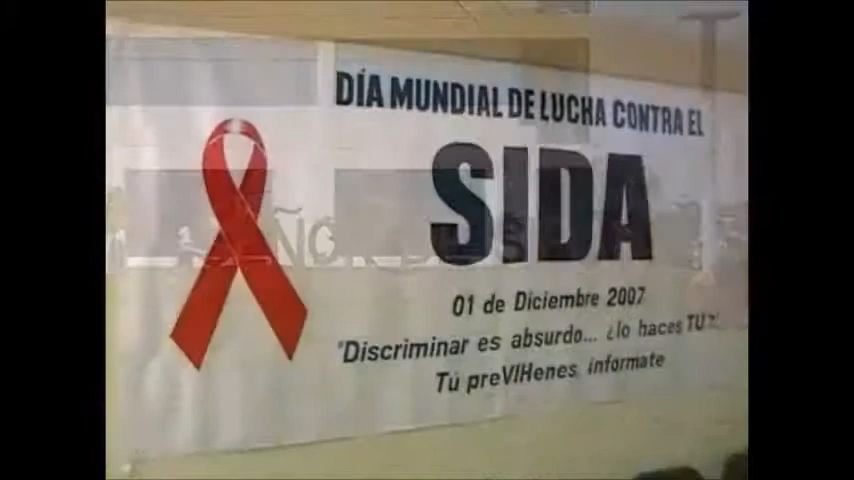 DÍA MUNDIAL DE LUCHA CONTRA EL
SIDA
01 de Diciembre 2007
"Discriminar es absurdo... ¿lo haces TU?"
Tú preVIHenes, informate